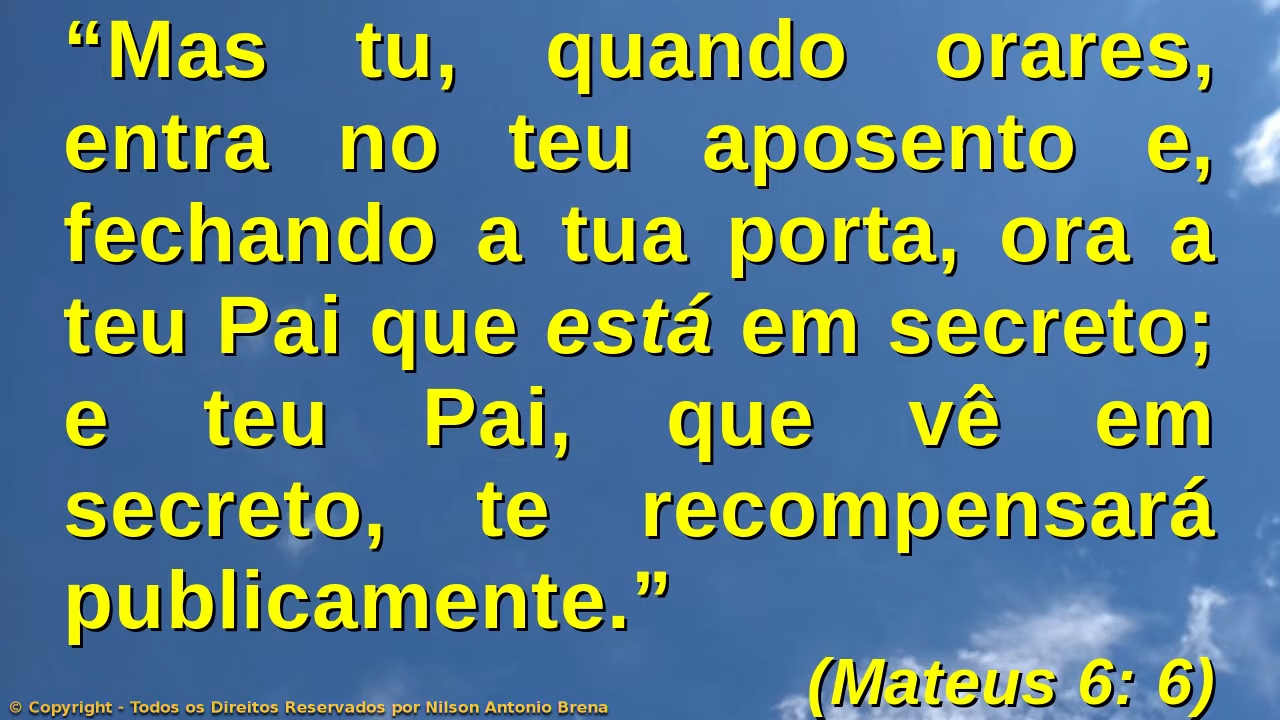 “Mas tu, quando orares,
entra no teu aposento e,
fechando a tua porta, ora a
teu Pai que está em secreto;
e teu Pai, que vê em
secreto, te recompensará
publicamente.”
(Mateus 6: 6)
© Copyright - Todos os Direitos Reservados por Nilson Antonio Brena